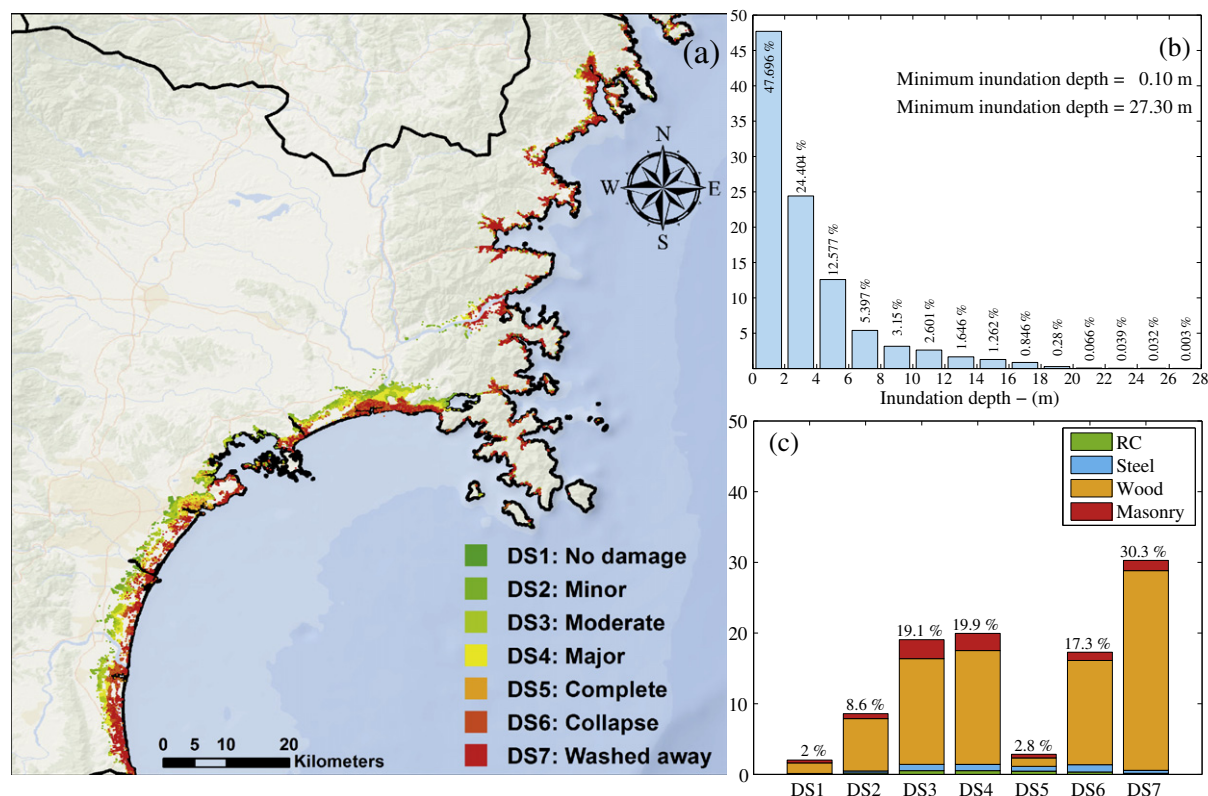 (a)
N
W E
S
DS1: No damage
DS2: Minor
DS3: Moderate
DS4: Major
DS5: Complete
DS6: Collapse
DS7: Washed away
0 5 10 20
Kilometers
(b)
Minimum inundation depth = 0.10 m
Minimum inundation depth = 27.30 m
50
45
40
35
30
25
20
15
10
5
47.696 %
24.404 %
12.577 %
5.397 %
3.15 %
2.601 %
1.646 %
1.262 %
0.846 %
0.28 %
0.066 %
0.039 %
0.032 %
0.003 %
0 2 4 6 8 10 12 14 16 18 20 22 24 26 28
Inundation depth − (m)
(c)
RC
Steel
Wood
Masonry
50
40
30
20
10
0
2 %
8.6 %
19.1 %
19.9 %
2.8 %
17.3 %
30.3 %
DS1 DS2 DS3 DS4 DS5 DS6 DS7